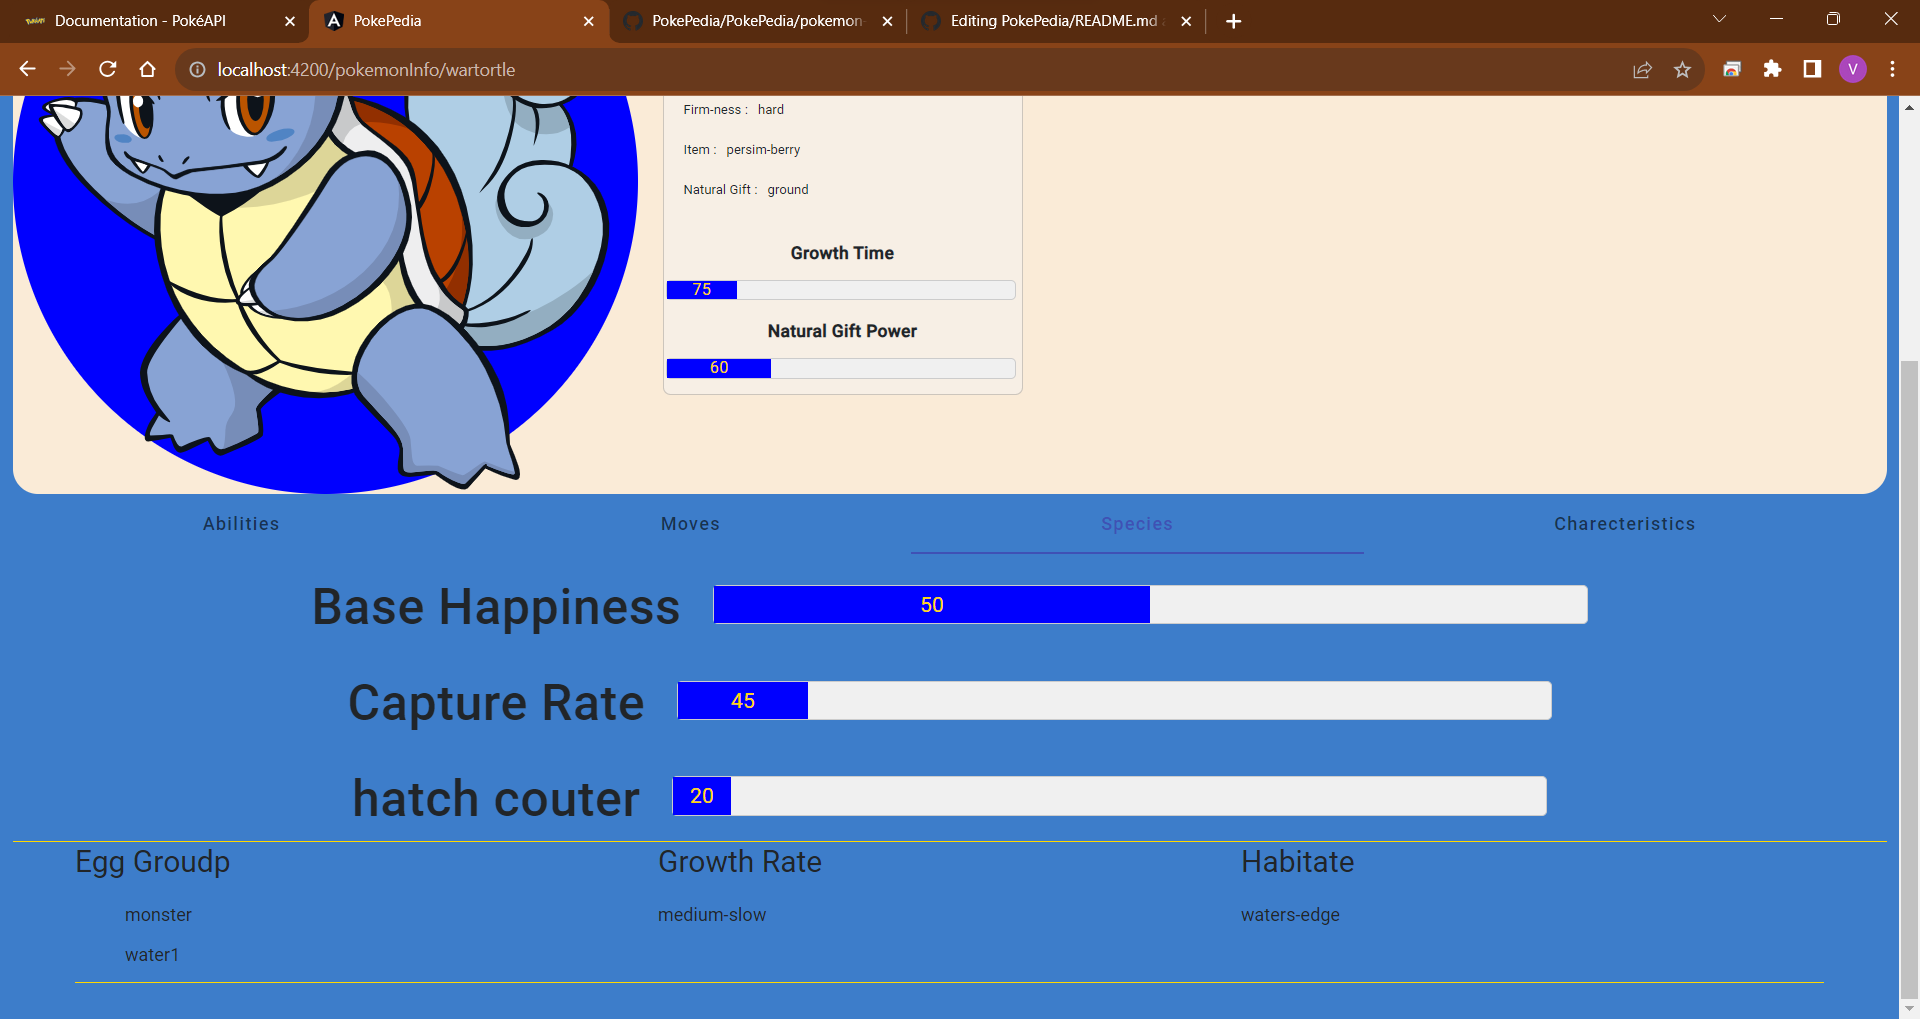 Documentation - PokéAPI
PokePedia
PokePedia/PokePedia/pokemon-
Editing PokePedia/README.md
localhost:4200/pokemonInfo/wartortle
V
Firm-ness : hard
Item : persim-berry
Natural Gift : ground
Growth Time
75
Natural Gift Power
60
Abilities Moves Species Charecteristics
Base Happiness 50
Capture Rate 45
hatch couter 20
Egg Groudp Growth Rate Habitate
monster medium-slow waters-edge
water1